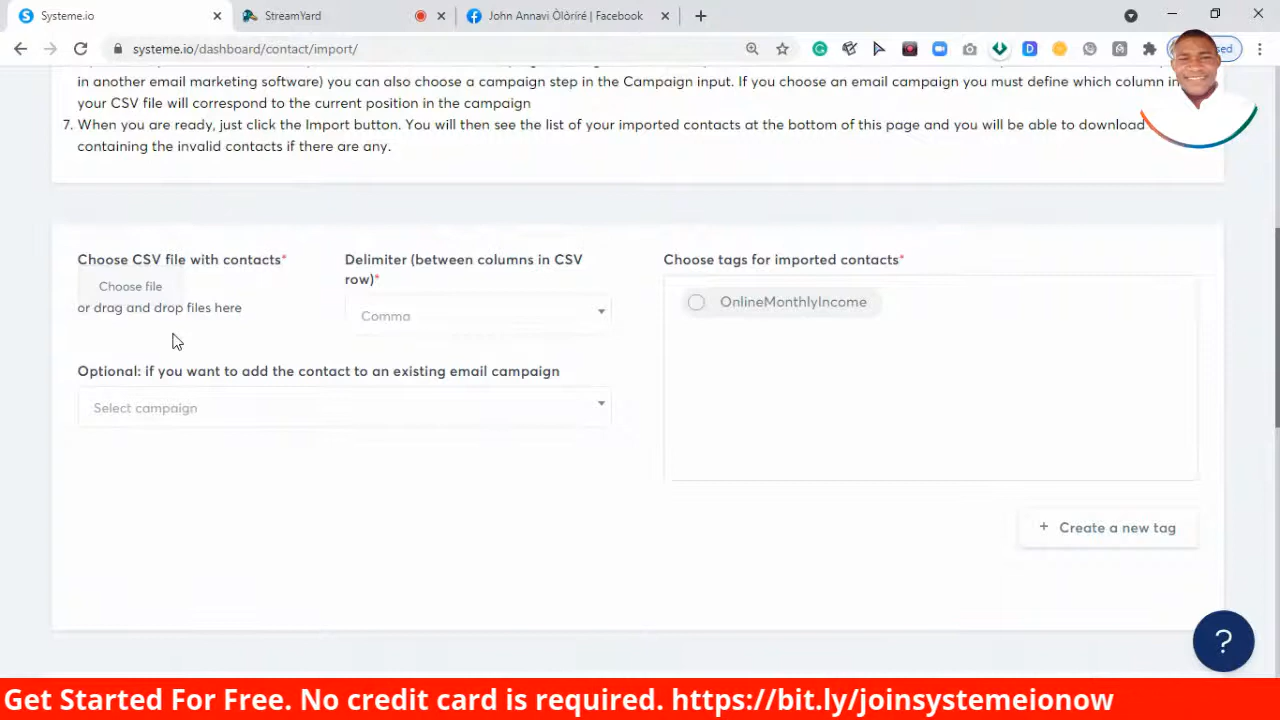 Systeme.io
StreamYard
John Annavi Òlòríré | Facebook
systeme.io/dashboard/contact/import/
in another email marketing software) you can also choose a campaign step in the Campaign input. If you choose an email campaign you must define which column in
your CSV file will correspond to the current position in the campaign
7. When you are ready, just click the Import button. You will then see the list of your imported contacts at the bottom of this page and you will be able to download
containing the invalid contacts if there are any.
Choose CSV file with contacts*
Choose file
or drag and drop files here
Delimiter (between columns in CSV
row)*
Comma
Choose tags for imported contacts*
OnlineMonthlyIncome
Optional: if you want to add the contact to an existing email campaign
Select campaign
+ Create a new tag
?
Get Started For Free. No credit card is required. https://bit.ly/joinsystemeionow